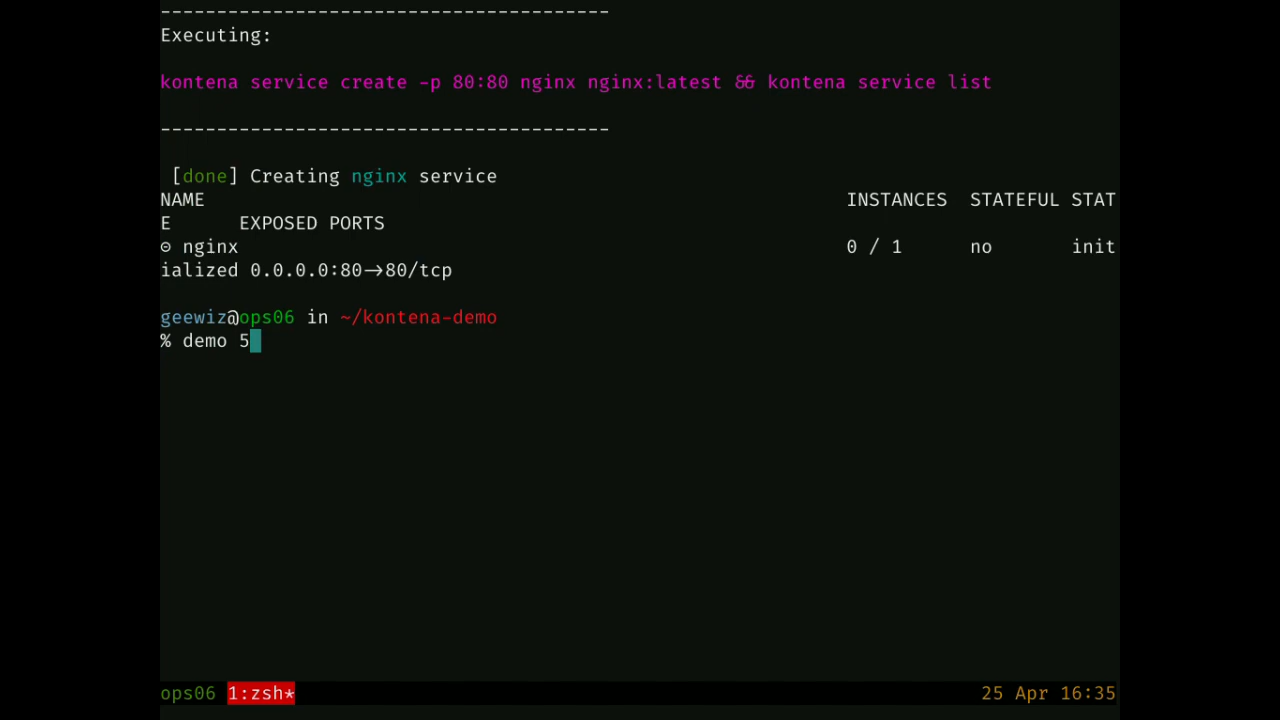 ----------------------------------------
Executing:
kontena service create -p 80:80 nginx nginx:latest && kontena service list
----------------------------------------
 [done] Creating nginx service
NAME                                                         INSTANCES  STATEFUL STAT
E      EXPOSED PORTS
⊝ nginx                                                      0 / 1      no       init
ialized 0.0.0.0:80->80/tcp
geewiz@ops06 in ~/kontena-demo
% demo 5
ops06 1:zsh* 25 Apr 16:35